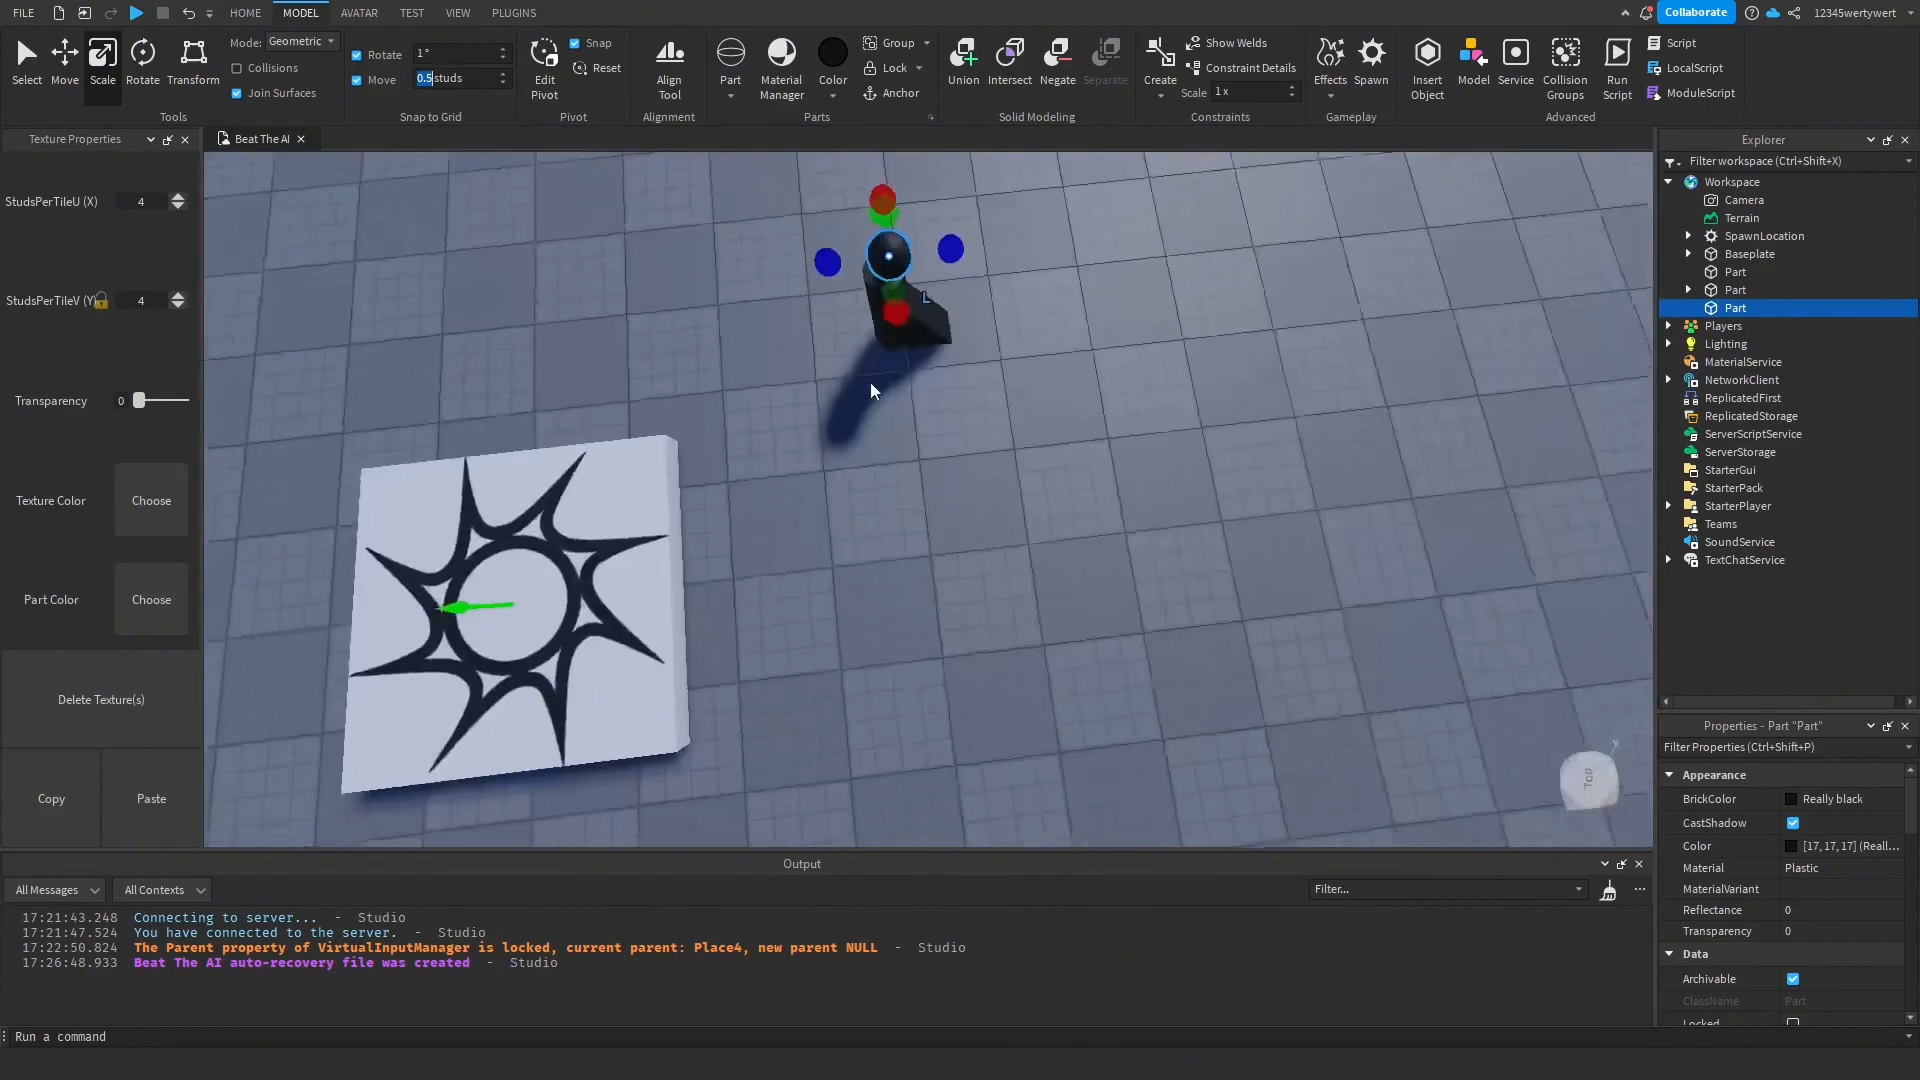 FILE HOME MODEL AVATAR TEST VIEW PLUGINS Collaborate 12345wertywert
Select Move Scale Rotate Transform
Mode: Geometric
Collisions
Join Surfaces
Tools
Rotate 1 °
Move 0.5 studs
Snap to Grid
Edit Pivot
Snap
Reset
Pivot
Align Tool
Alignment
Part
Material Manager
Color
Group
Lock
Anchor
Parts
Union Intersect Negate Separate
Solid Modeling
Create
Show Welds
Constraint Details
Scale 1 x
Constraints
Effects Spawn
Gameplay
Insert Object
Model
Service
Collision Groups
Run Script
Script
LocalScript
ModuleScript
Advanced
Texture Properties
StudsPerTileU (X) 4
StudsPerTileV (Y) 4
Transparency 0
Texture Color Choose
Part Color Choose
Delete Texture(s)
Copy Paste
Beat The AI
L
y
Top
Explorer
Filter workspace (Ctrl+Shift+X)
Workspace
Camera
Terrain
SpawnLocation
Baseplate
Part
Part
Part
Players
Lighting
MaterialService
NetworkClient
ReplicatedFirst
ReplicatedStorage
ServerScriptService
ServerStorage
StarterGui
StarterPack
StarterPlayer
Teams
SoundService
TextChatService
Properties - Part "Part"
Filter Properties (Ctrl+Shift+P)
Appearance
BrickColor Really black
CastShadow
Color [17, 17, 17] (Reall...
Material Plastic
MaterialVariant
Reflectance 0
Transparency 0
Data
Archivable
ClassName Part
Locked
Output
All Messages All Contexts Filter...
17:21:43.248 Connecting to server... - Studio
17:21:47.524 You have connected to the server. - Studio
17:22:50.824 The Parent property of VirtualInputManager is locked, current parent: Place4, new parent NULL - Studio
17:26:48.933 Beat The AI auto-recovery file was created - Studio
Run a command